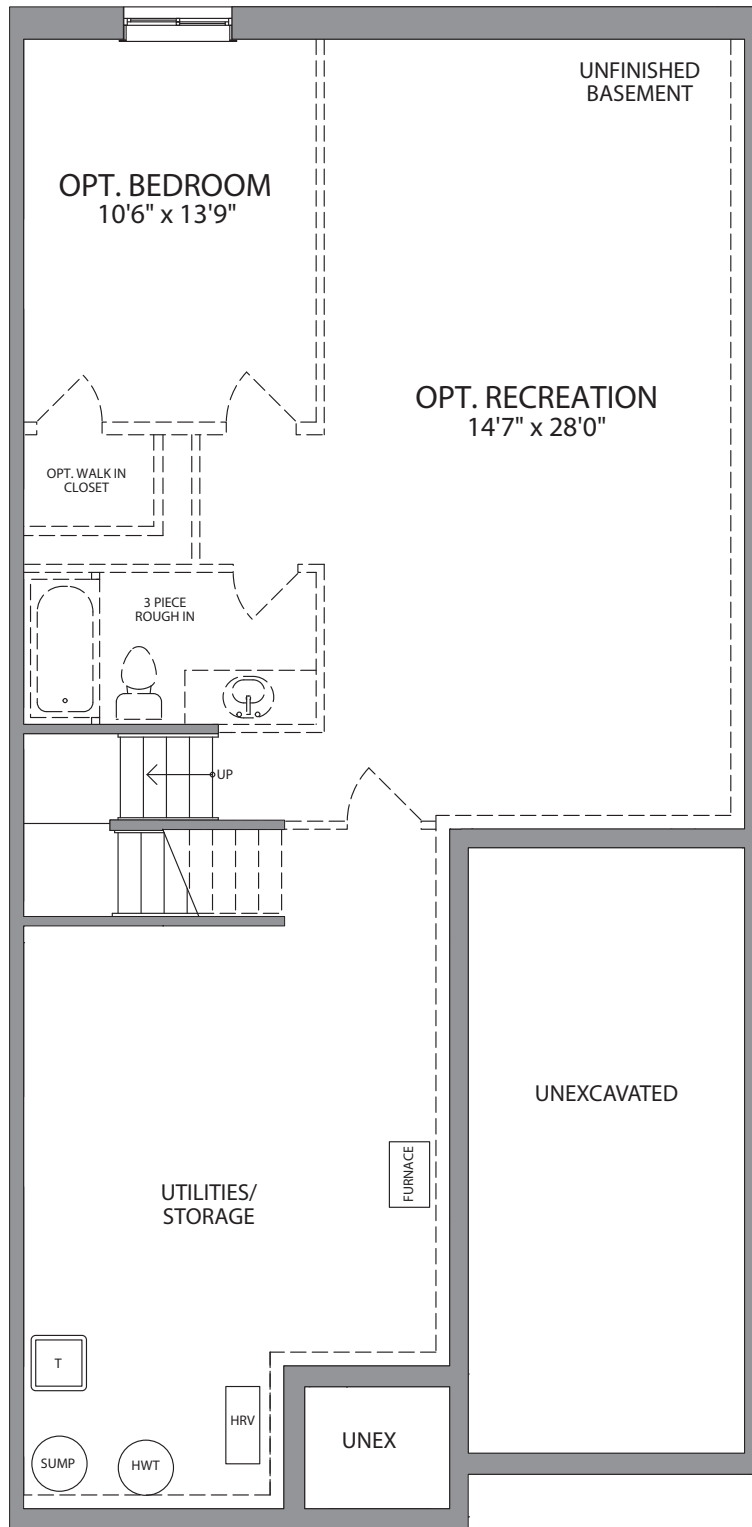 UNFINISHED
BASEMENT
OPT. BEDROOM
10'6" x 13'9"
OPT. RECREATION
14'7" x 28'0"
OPT. WALK IN
CLOSET
3 PIECE
ROUGH IN
UP
UNEXCAVATED
FURNACE
UTILITIES/
STORAGE
T
HRV
UNEX
SUMP
HWT